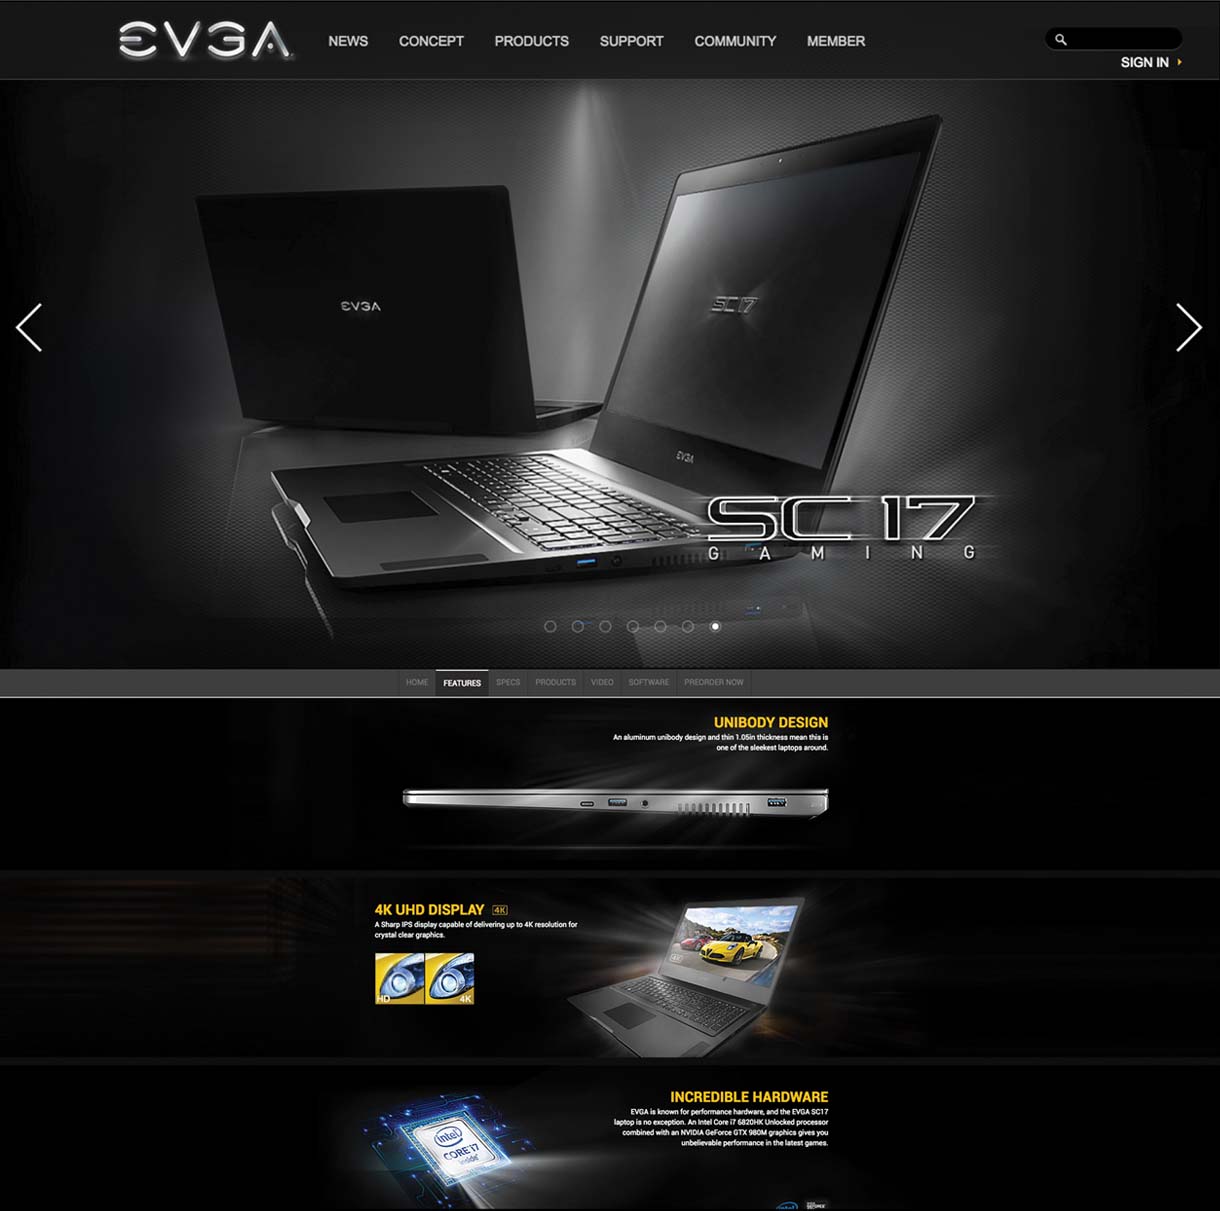 EVGA
NEWS CONCEPT PRODUCTS SUPPORT COMMUNITY MEMBER
SIGN IN
EVGA
SC17
EVGA
SC 17
GAMING
HOME FEATURES SPECS PRODUCTS VIDEO SOFTWARE PREORDER NOW
UNIBODY DESIGN
An aluminum unibody design and thin 1.05in thickness mean this is
one of the sleekest laptops around.
4K UHD DISPLAY 4K
A Sharp IPS display capable of delivering up to 4K resolution for
crystal clear graphics.
4K
HD 4K
INCREDIBLE HARDWARE
EVGA is known for performance hardware, and the EVGA SC17
laptop is no exception. An Intel Core i7 6820HK Unlocked processor
combined with an NVIDIA GeForce GTX 980M graphics gives you
unbelievable performance in the latest games.
intel
CORE i7
inside
intel GEFORCE